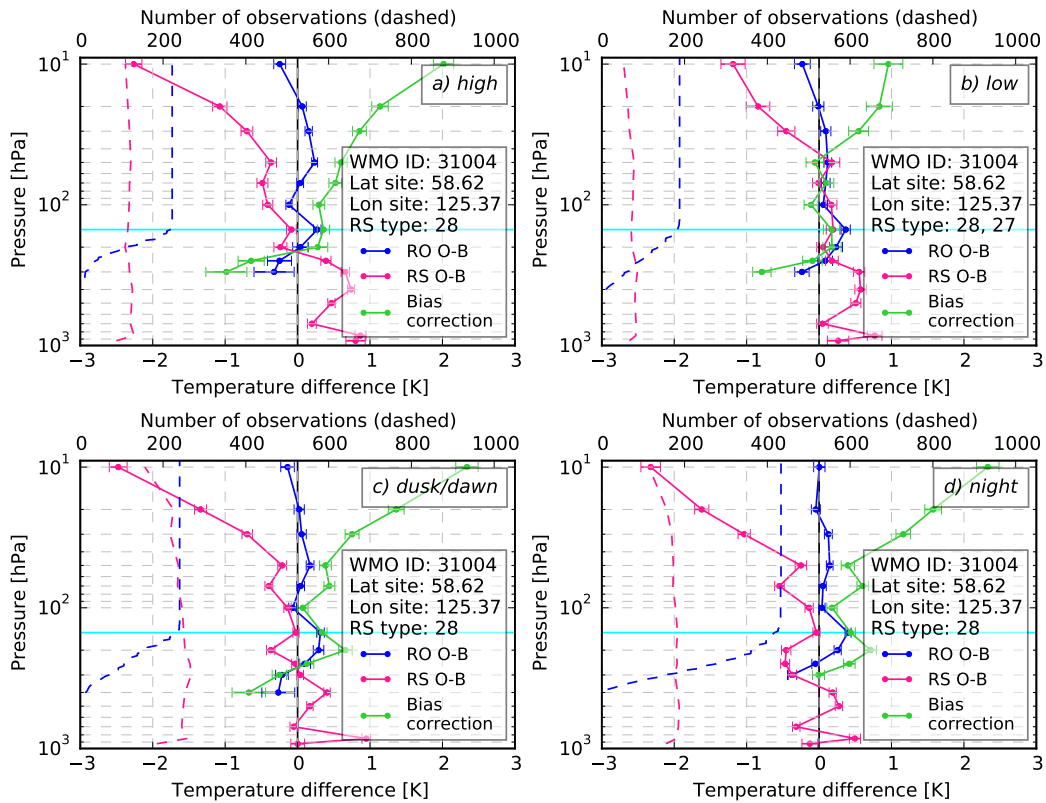 Number of observations (dashed)
0 200 400 600 800 1000
a) high
10¹
10²
10³
Pressure [hPa]
WMO ID: 31004
Lat site: 58.62
Lon site: 125.37
RS type: 28
RO O-B
RS O-B
Bias
correction
−3 −2 −1 0 1 2 3
Temperature difference [K]
Number of observations (dashed)
0 200 400 600 800 1000
b) low
10¹
10²
10³
Pressure [hPa]
WMO ID: 31004
Lat site: 58.62
Lon site: 125.37
RS type: 28, 27
RO O-B
RS O-B
Bias
correction
−3 −2 −1 0 1 2 3
Temperature difference [K]
Number of observations (dashed)
0 200 400 600 800 1000
c) dusk/dawn
10¹
10²
10³
Pressure [hPa]
WMO ID: 31004
Lat site: 58.62
Lon site: 125.37
RS type: 28
RO O-B
RS O-B
Bias
correction
−3 −2 −1 0 1 2 3
Temperature difference [K]
Number of observations (dashed)
0 200 400 600 800 1000
d) night
10¹
10²
10³
Pressure [hPa]
WMO ID: 31004
Lat site: 58.62
Lon site: 125.37
RS type: 28
RO O-B
RS O-B
Bias
correction
−3 −2 −1 0 1 2 3
Temperature difference [K]